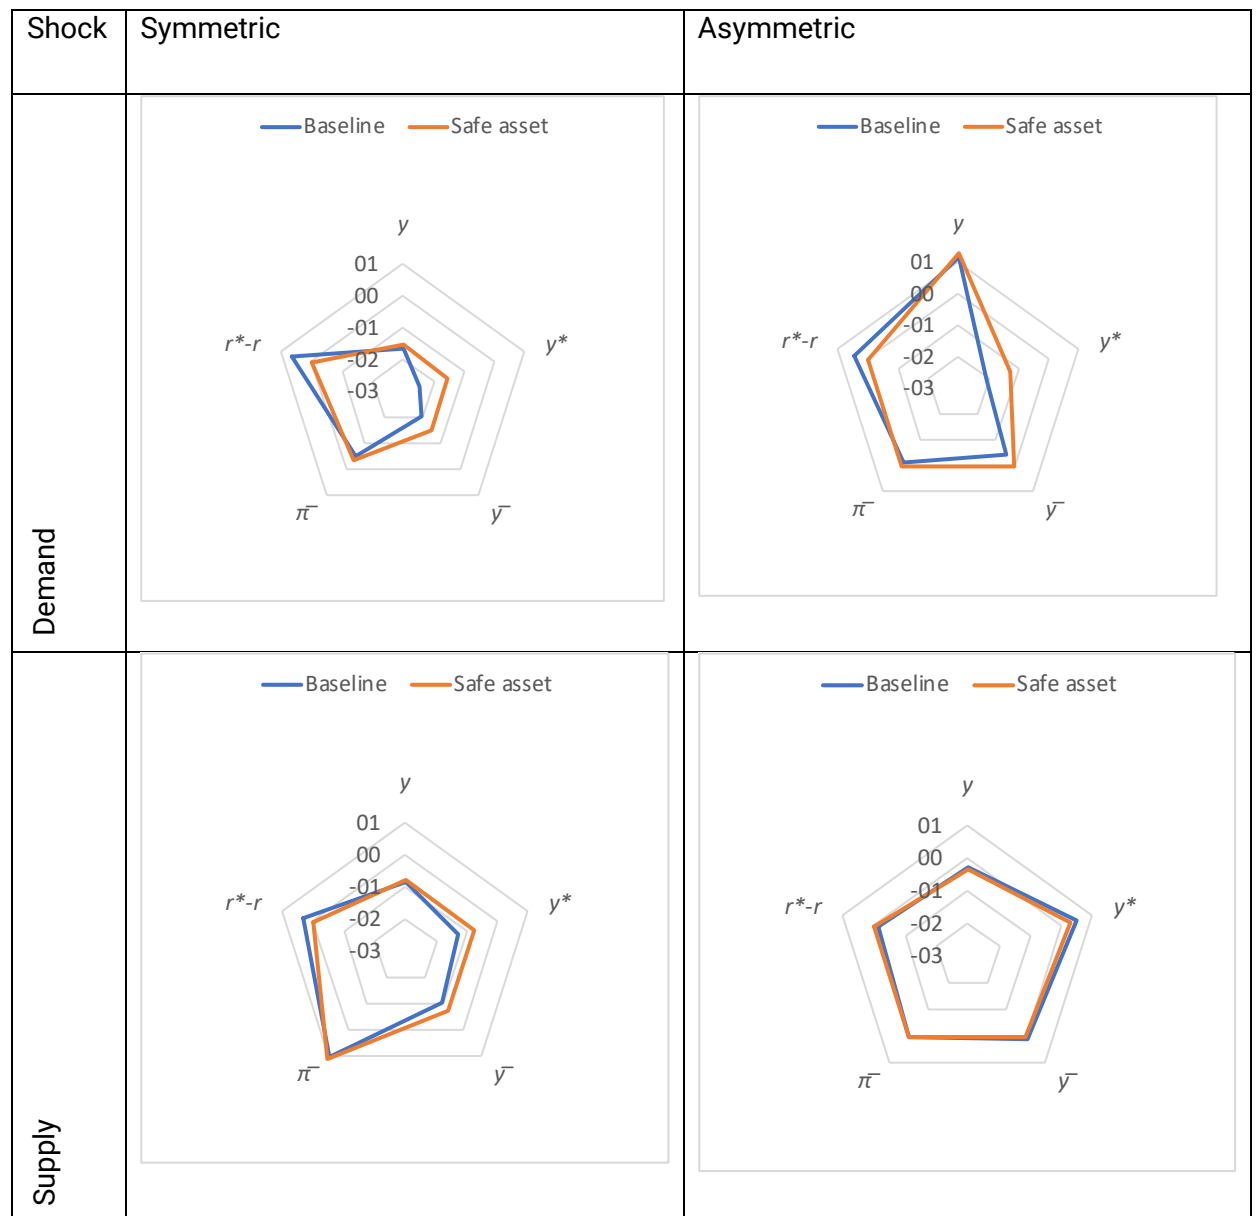 Shock Symmetric Asymmetric
Demand
Baseline Safe asset
y
01
00
-01
-02
-03
r*-r
y*
π̅
y̅
Baseline Safe asset
y
01
00
-01
-02
-03
r*-r
y*
π̅
y̅
Supply
Baseline Safe asset
y
01
00
-01
-02
-03
r*-r
y*
π̅
y̅
Baseline Safe asset
y
01
00
-01
-02
-03
r*-r
y*
π̅
y̅